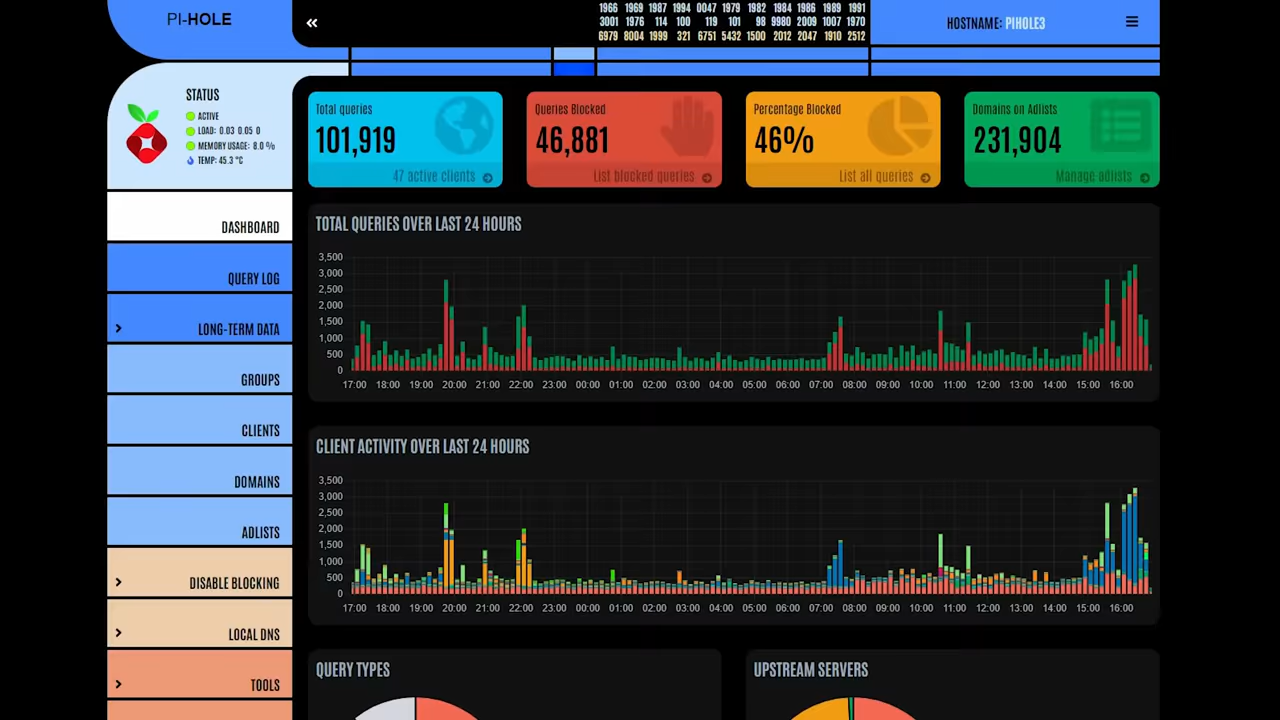 PI-HOLE
«
1966 1969 1987 1994 0047 1979 1982 1984 1986 1989 1991
3001 1976 114 100 119 101 98 9980 2009 1007 1970
6979 8004 1999 321 6751 5432 1500 2012 2047 1910 2512
HOSTNAME: PIHOLE3
STATUS
ACTIVE
LOAD: 0.03 0.05 0
MEMORY USAGE: 8.0 %
TEMP: 45.3 °C
DASHBOARD
QUERY LOG
LONG-TERM DATA
GROUPS
CLIENTS
DOMAINS
ADLISTS
DISABLE BLOCKING
LOCAL DNS
TOOLS
Total queries
101,919
47 active clients
Queries Blocked
46,881
List blocked queries
Percentage Blocked
46%
List all queries
Domains on Adlists
231,904
Manage adlists
TOTAL QUERIES OVER LAST 24 HOURS
3,500
3,000
2,500
2,000
1,500
1,000
500
0
17:00 18:00 19:00 20:00 21:00 22:00 23:00 00:00 01:00 02:00 03:00 04:00 05:00 06:00 07:00 08:00 09:00 10:00 11:00 12:00 13:00 14:00 15:00 16:00
CLIENT ACTIVITY OVER LAST 24 HOURS
3,500
3,000
2,500
2,000
1,500
1,000
500
0
17:00 18:00 19:00 20:00 21:00 22:00 23:00 00:00 01:00 02:00 03:00 04:00 05:00 06:00 07:00 08:00 09:00 10:00 11:00 12:00 13:00 14:00 15:00 16:00
QUERY TYPES
UPSTREAM SERVERS